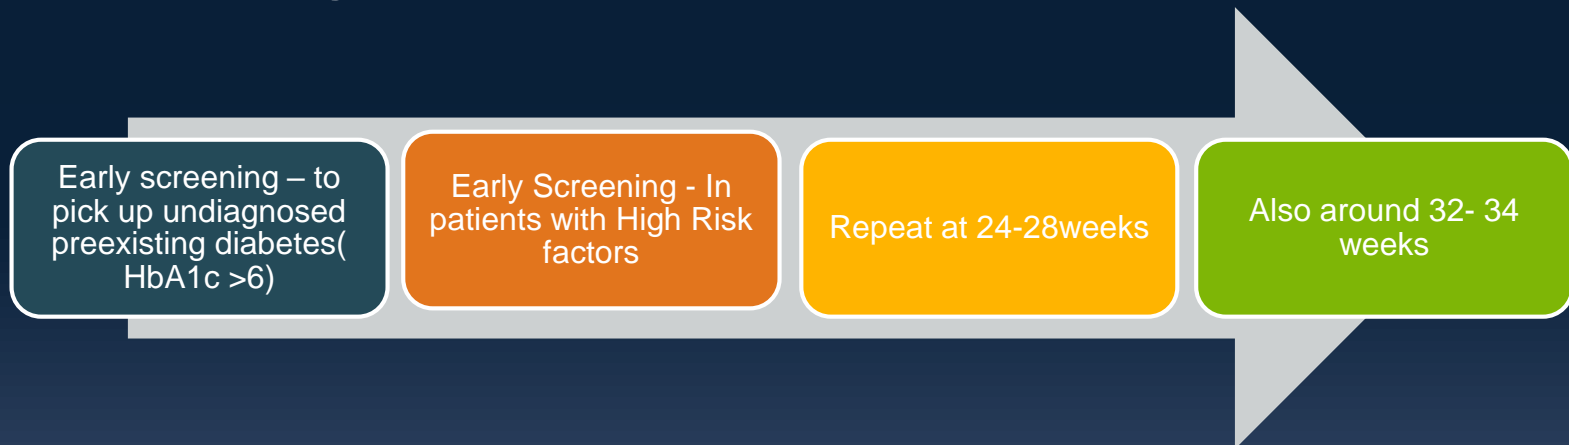 Early screening – to
pick up undiagnosed
preexisting diabetes(
HbA1c >6)
Early Screening - In
patients with High Risk
factors
Repeat at 24-28weeks
Also around 32- 34
weeks